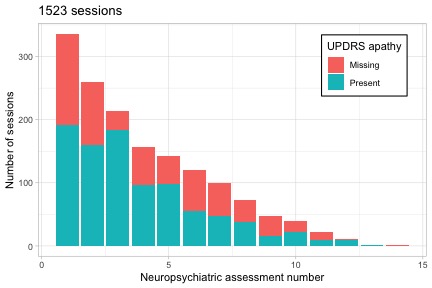 1523 sessions
UPDRS apathy
Missing
Present
Number of sessions
300
200
100
0
0 5 10 15
Neuropsychiatric assessment number